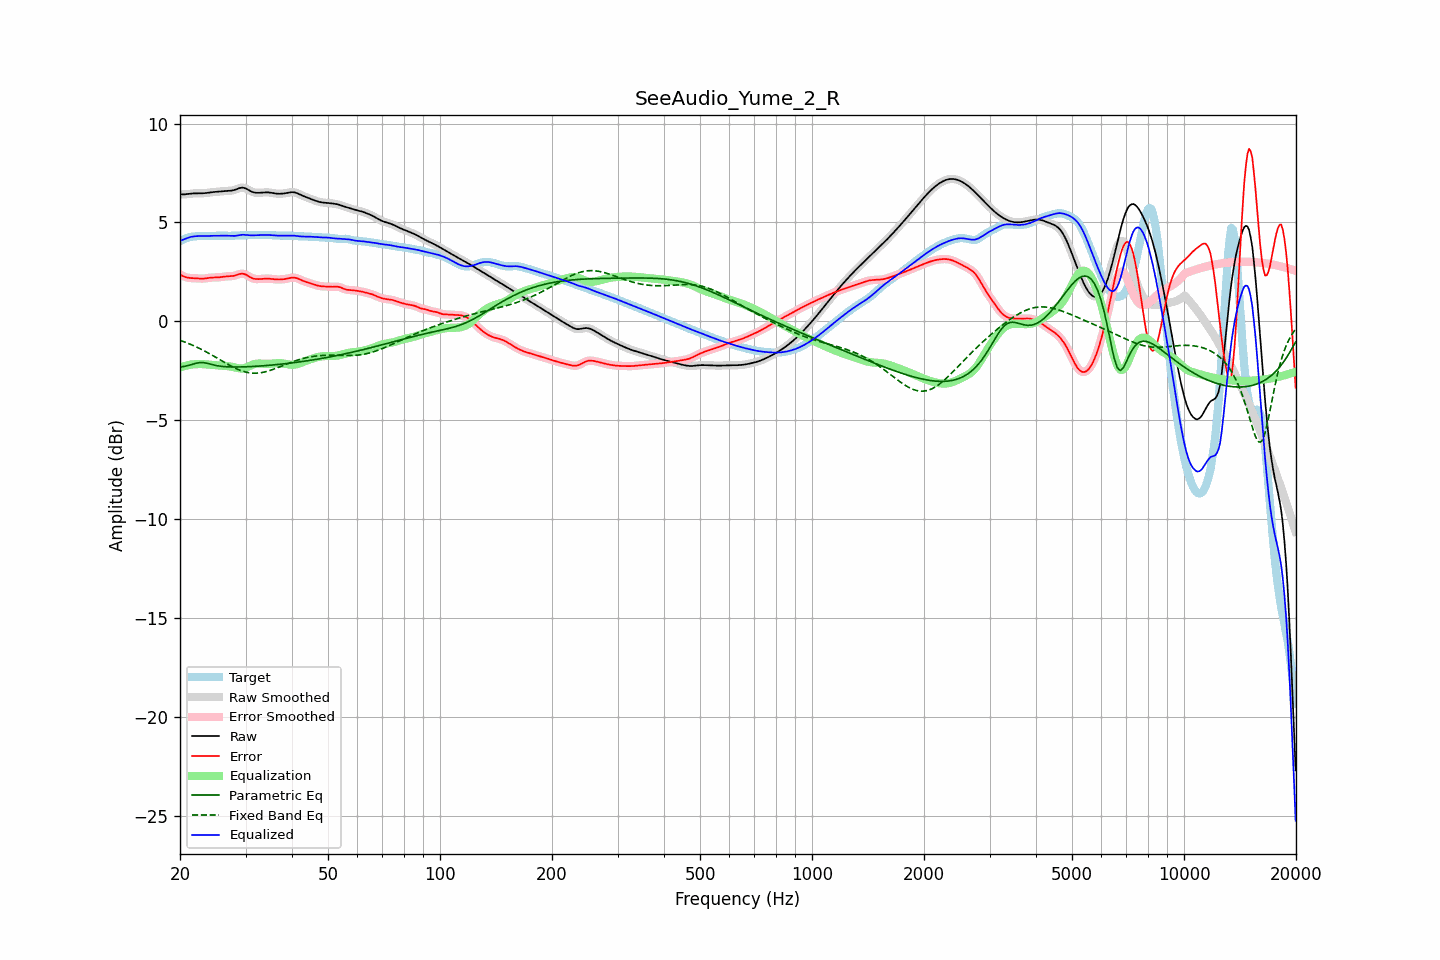 SeeAudio_Yume_2_R
10
5
0
−5
−10
−15
−20
−25
Amplitude (dBr)
Target
Raw Smoothed
Error Smoothed
Raw
Error
Equalization
Parametric Eq
Fixed Band Eq
Equalized
20 50 100 200 500 1000 2000 5000 10000 20000
Frequency (Hz)